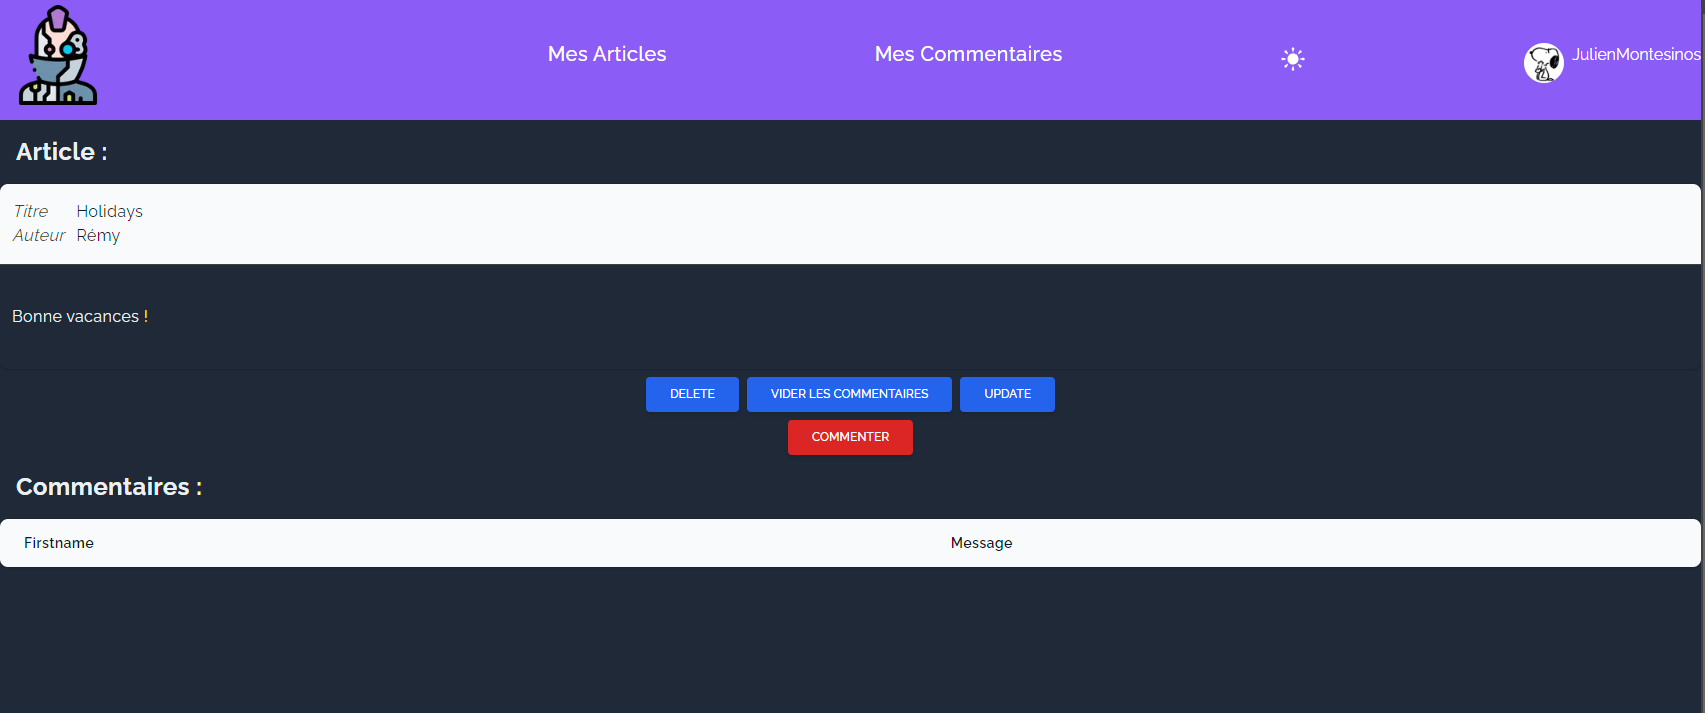 Mes Articles
Mes Commentaires
JulienMontesinos
Article :
Titre Holidays
Auteur Rémy
Bonne vacances !
DELETE
VIDER LES COMMENTAIRES
UPDATE
COMMENTER
Commentaires :
Firstname
Message